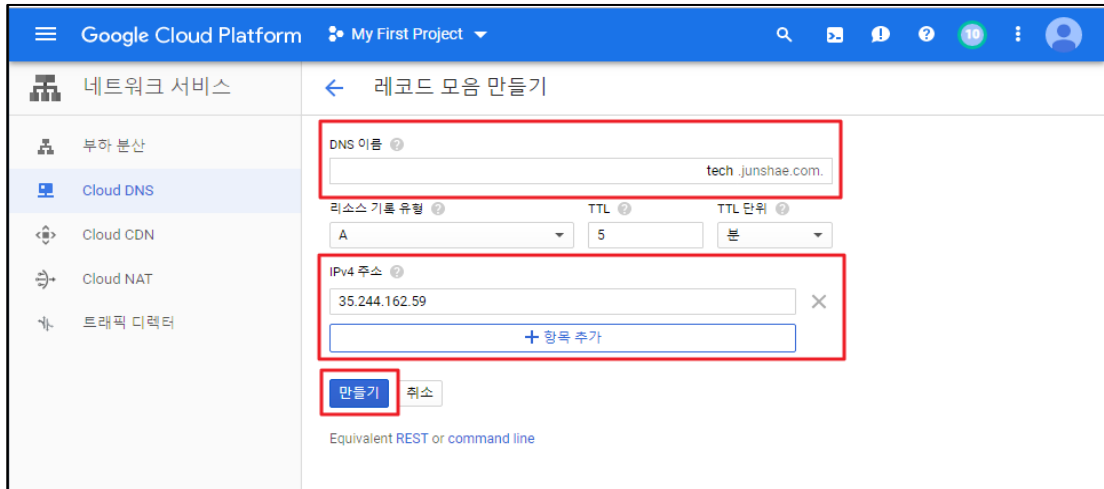 Google Cloud Platform My First Project 10
네트워크 서비스
레코드 모음 만들기
부하 분산
Cloud DNS
Cloud CDN
Cloud NAT
트래픽 디렉터
DNS 이름
tech .junshae.com.
리소스 기록 유형 TTL TTL 단위
A 5 분
IPv4 주소
35.244.162.59
+ 항목 추가
만들기 취소
Equivalent REST or command line